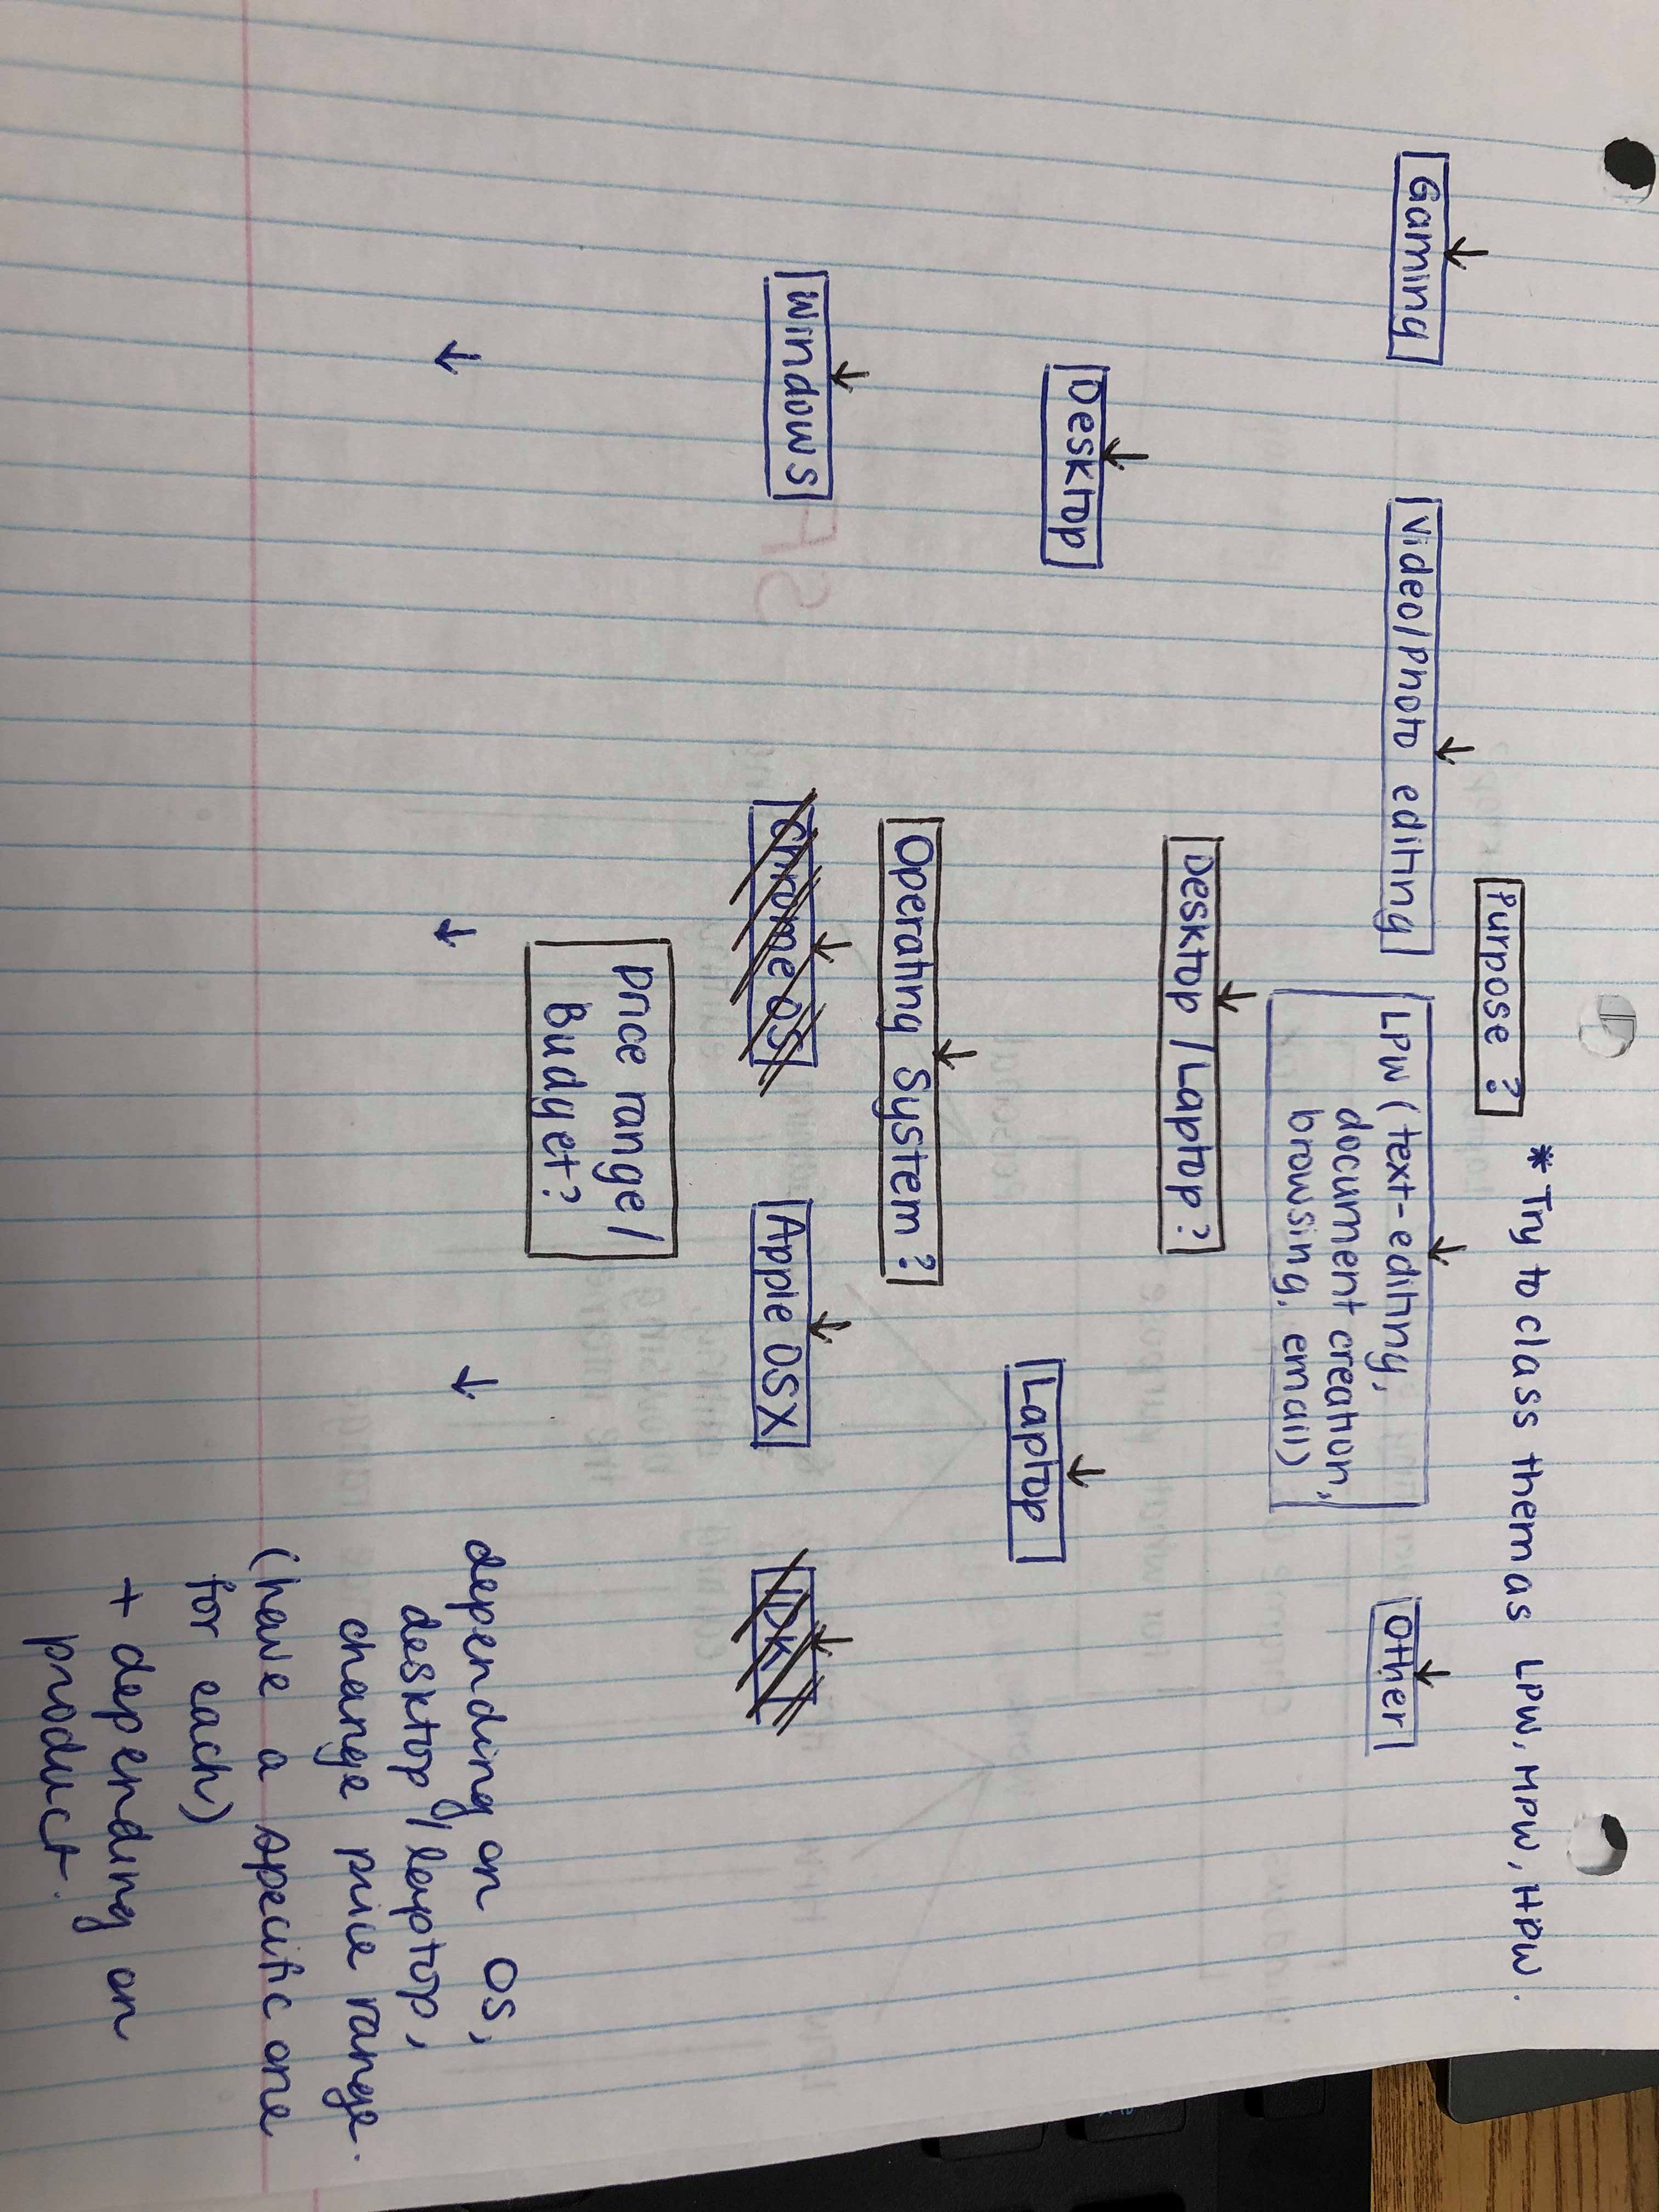 * Try to class them as LPW, MPW, HPW.
Purpose ?
Gaming
Video/Photo editing
LPW (text-editing,
document creation,
browsing, email)
Other
Desktop / Laptop ?
Desktop
Laptop
Operating System ?
Windows
Chrome OS
Apple OSX
IDK
Price range /
Budget?
depending on OS,
desktop / laptop,
change price range.
(have a specific one
for each)
+ depending on
product.